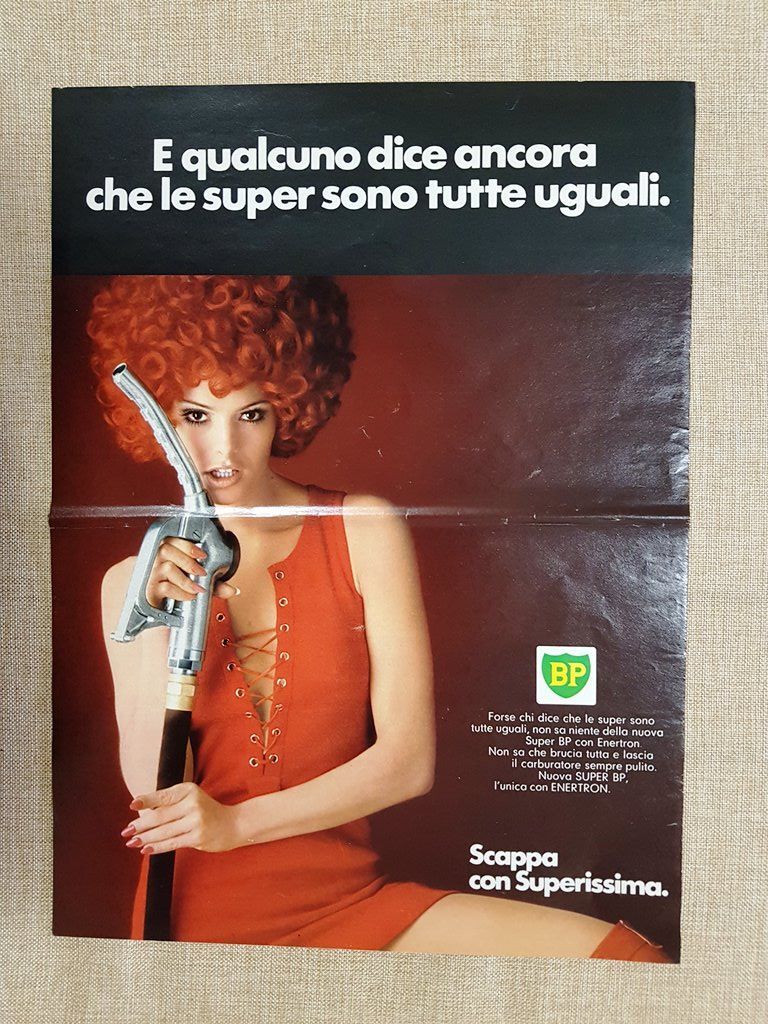 E qualcuno dice ancora
che le super sono tutte uguali.
BP
Forse chi dice che le super sono
tutte uguali, non sa niente della nuova
Super BP con Enertron.
Non sa che brucia tutta e lascia
il carburatore sempre pulito.
Nuova SUPER BP,
l'unica con ENERTRON.
Scappa
con Superissima.